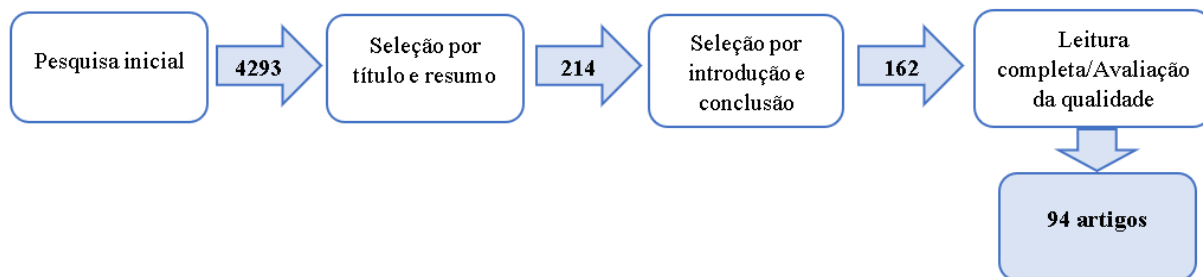 Pesquisa inicial
4293
Seleção por
título e resumo
214
Seleção por
introdução e
conclusão
162
Leitura
completa/Avaliação
da qualidade
94 artigos